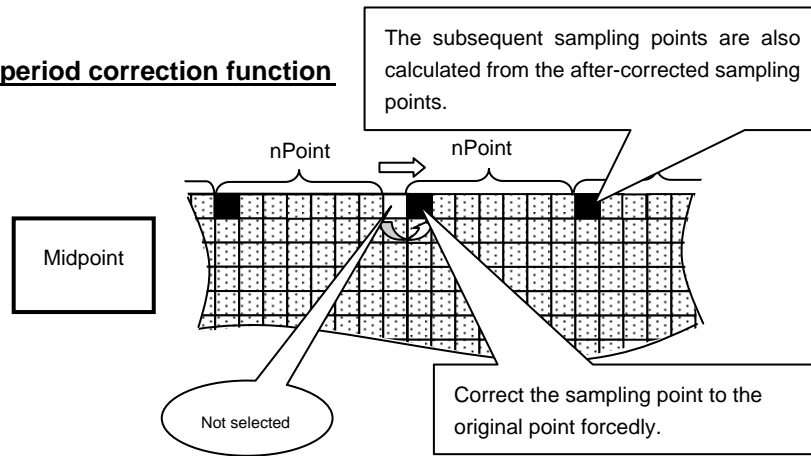 The subsequent sampling points are also
calculated from the after-corrected sampling
points.
period correction function
nPoint
nPoint
Midpoint
Not selected
Correct the sampling point to the
original point forcedly.